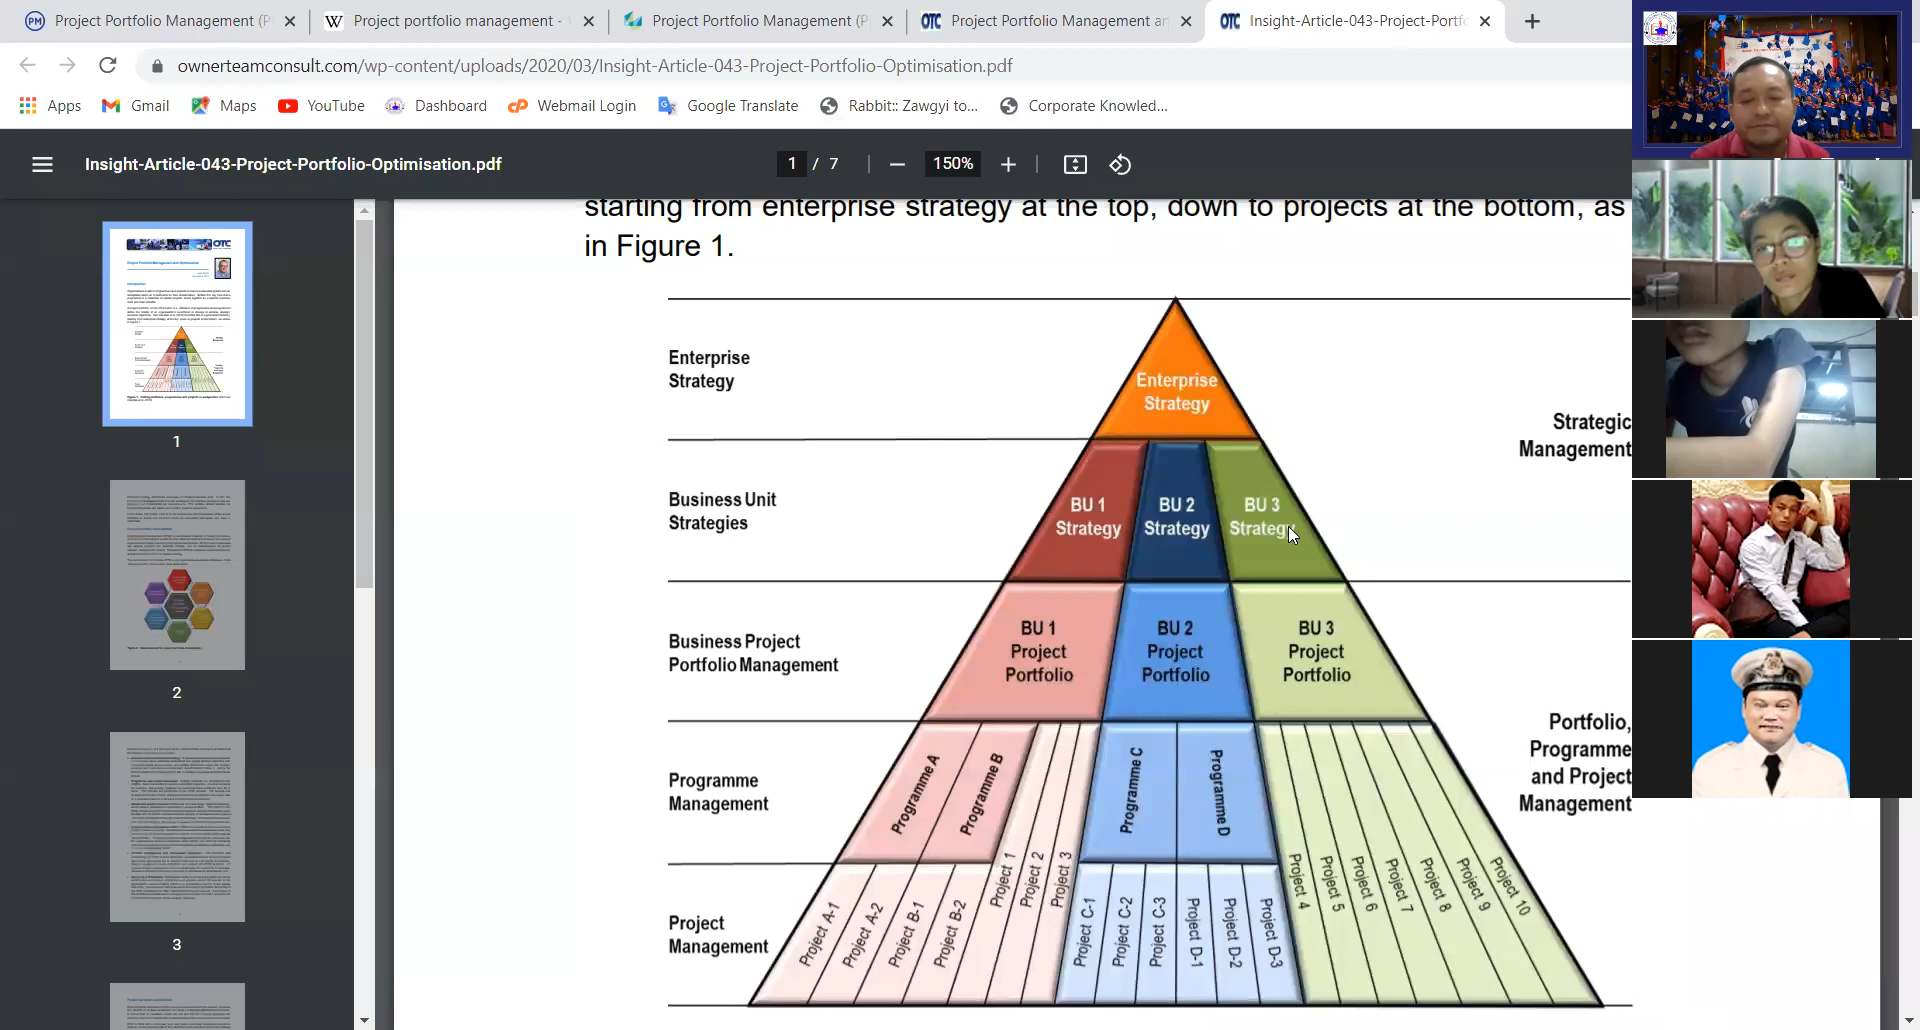 Project Portfolio Management (P
Project portfolio management -
Project Portfolio Management (P
OTC Project Portfolio Management ar
OTC Insight-Article-043-Project-Portfo
ownerteamconsult.com/wp-content/uploads/2020/03/Insight-Article-043-Project-Portfolio-Optimisation.pdf
Apps
Gmail
Maps
YouTube
Dashboard
Webmail Login
Google Translate
Rabbit:: Zawgyi to...
Corporate Knowled...
Insight-Article-043-Project-Portfolio-Optimisation.pdf
1 / 7
150%
1
2
3
starting from enterprise strategy at the top, down to projects at the bottom, as
in Figure 1.
Enterprise
Strategy
Enterprise
Strategy
Strategic
Management
Business Unit
Strategies
BU 1
Strategy
BU 2
Strategy
BU 3
Strategy
Business Project
Portfolio Management
BU 1
Project
Portfolio
BU 2
Project
Portfolio
BU 3
Project
Portfolio
Programme
Management
Programme A
Programme B
Programme C
Programme D
Portfolio,
Programme
and Project
Management
Project
Management
Project A-1
Project A-2
Project B-1
Project B-2
Project 1
Project 2
Project 3
Project C-1
Project C-2
Project C-3
Project D-1
Project D-2
Project D-3
Project 4
Project 5
Project 6
Project 7
Project 8
Project 9
Project 10